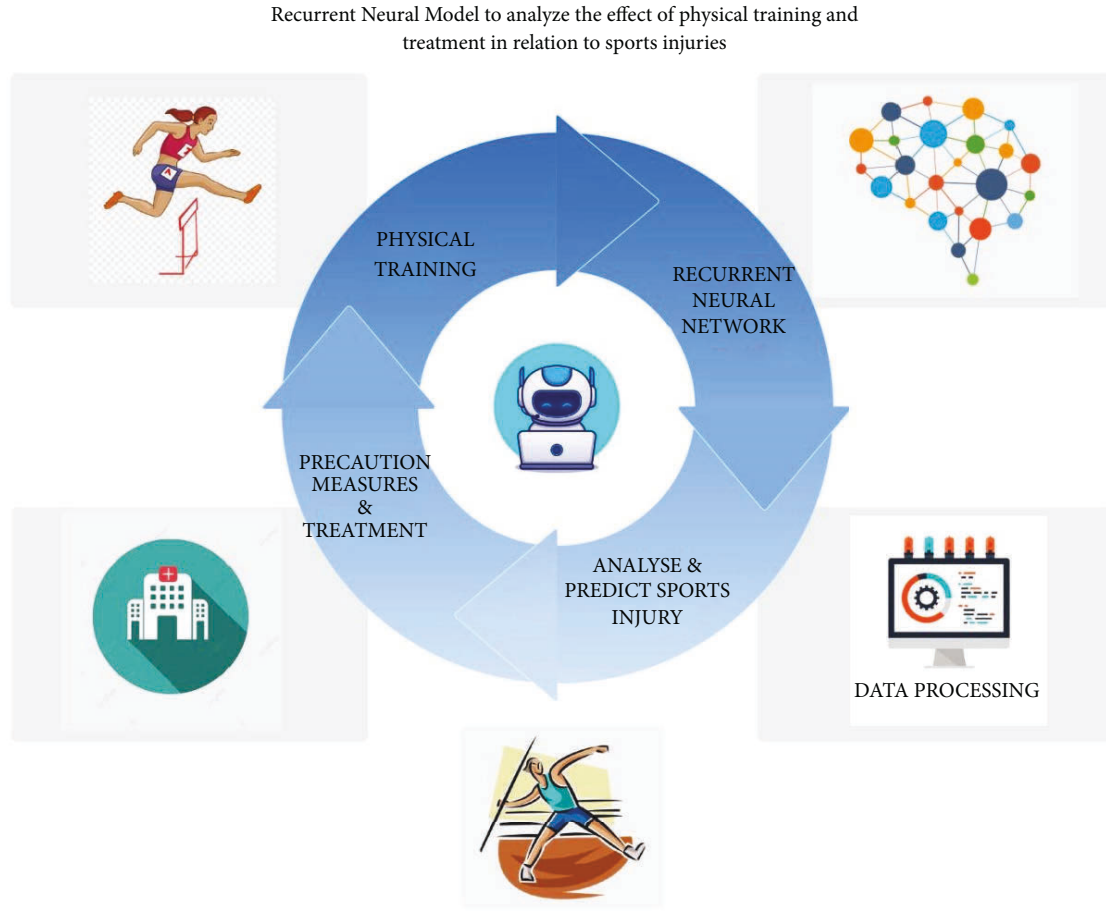 Recurrent Neural Model to analyze the effect of physical training and
treatment in relation to sports injuries
PHYSICAL
TRAINING
RECURRENT
NEURAL
NETWORK
PRECAUTION
MEASURES
&
TREATMENT
ANALYSE &
PREDICT SPORTS
INJURY
DATA PROCESSING